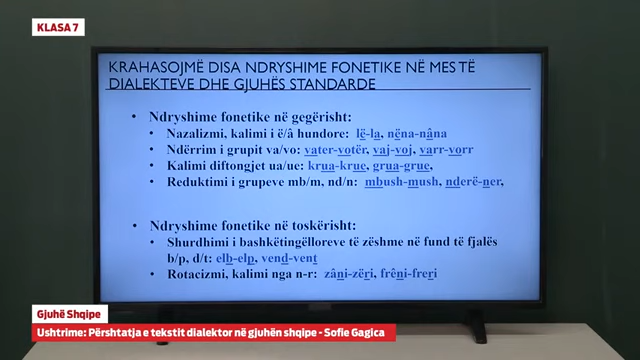 KLASA 7
KRAHASOJMË DISA NDRYSHIME FONETIKE NË MES TË
DIALEKTEVE DHE GJUHËS STANDARDE
• Ndryshime fonetike në gegërisht:
• Nazalizmi, kalimi i ë/â hundore: lë-la, nëna-nâna
• Ndërrim i grupit va/vo: vater-votër, vaj-voj, varr-vorr
• Kalimi diftongjet ua/ue: krua-krue, grua-grue,
• Reduktimi i grupeve mb/m, nd/n: mbush-mush, nderë-ner,
• Ndryshime fonetike në toskërisht:
• Shurdhimi i bashkëtingëlloreve të zëshme në fund të fjalës
b/p, d/t: elb-elp, vend-vent
• Rotacizmi, kalimi nga n-r: zâni-zëri, frêni-freri
Gjuhë Shqipe
Ushtrime: Përshtatja e tekstit dialektor në gjuhën shqipe - Sofie Gagica